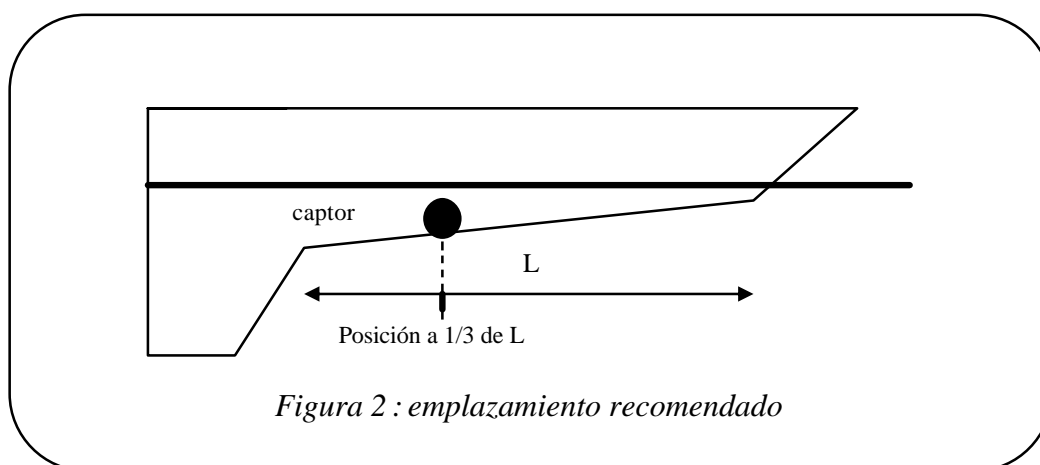 captor
L
Posición a 1/3 de L
Figura 2 : emplazamiento recomendado